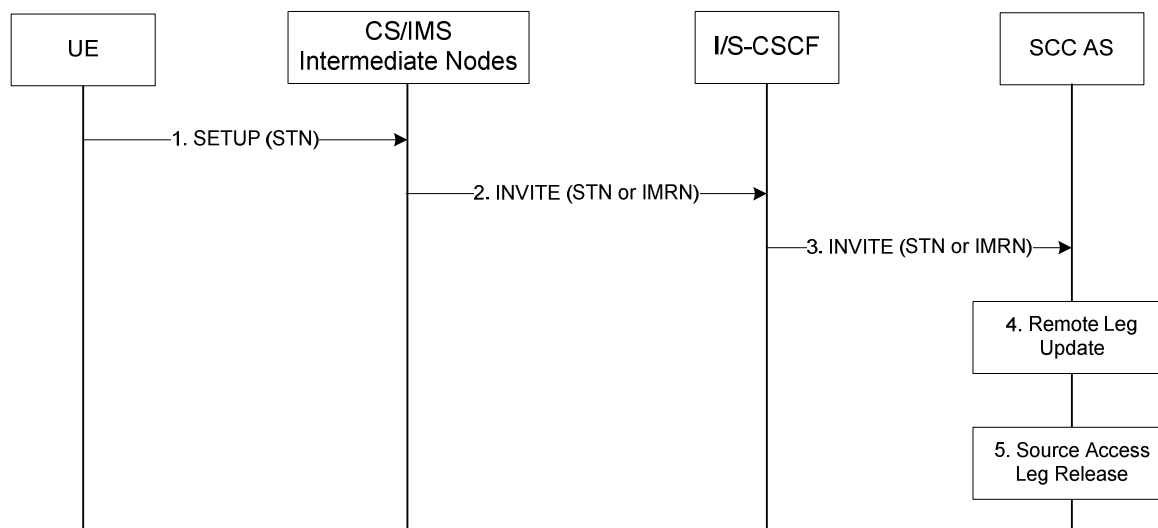 UE
CS/IMS
Intermediate Nodes
I/S-CSCF
SCC AS
1. SETUP (STN)
2. INVITE (STN or IMRN)
3. INVITE (STN or IMRN)
4. Remote Leg
Update
5. Source Access
Leg Release